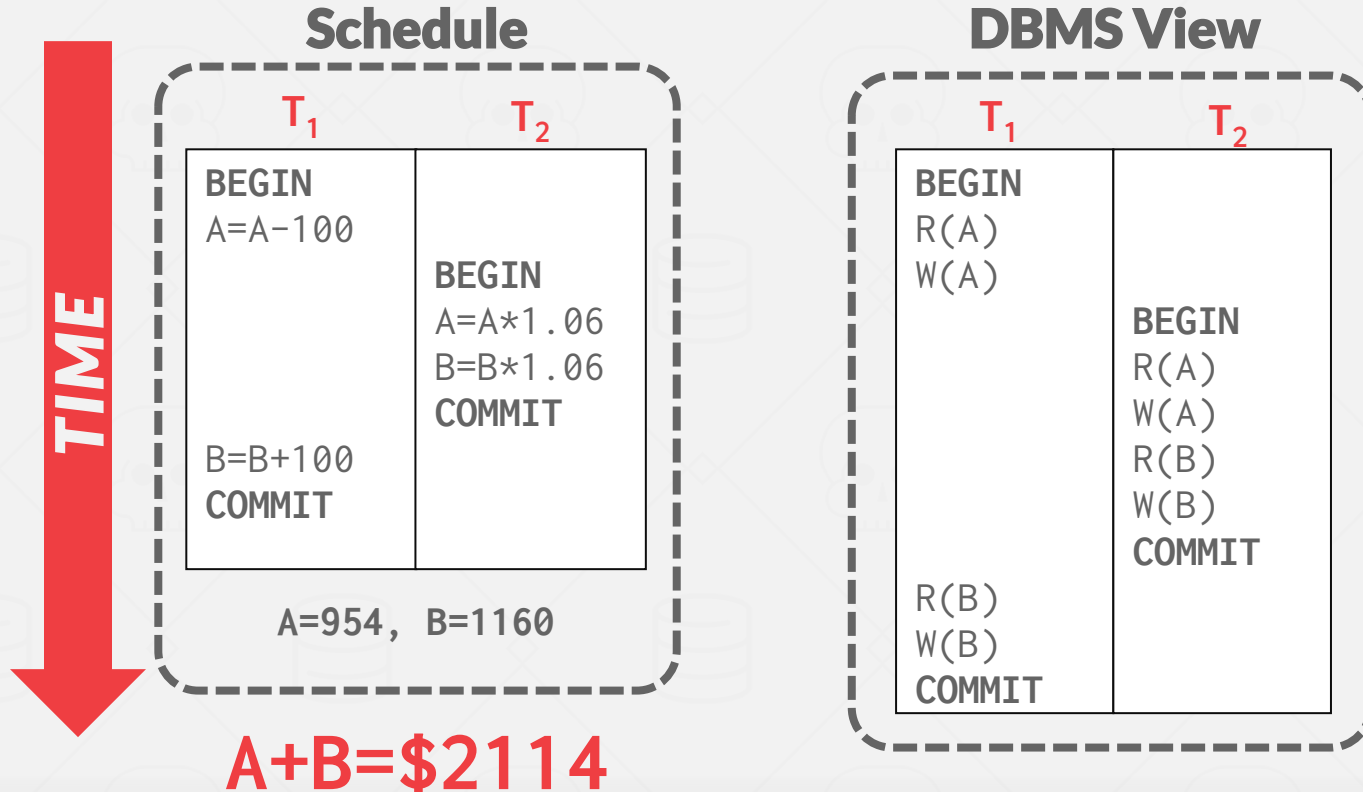 Schedule
TIME
T₁ T₂
BEGIN
A=A-100
BEGIN
A=A*1.06
B=B*1.06
COMMIT
B=B+100
COMMIT
A=954, B=1160
A+B=$2114
DBMS View
T₁ T₂
BEGIN
R(A)
W(A)
BEGIN
R(A)
W(A)
R(B)
W(B)
COMMIT
R(B)
W(B)
COMMIT